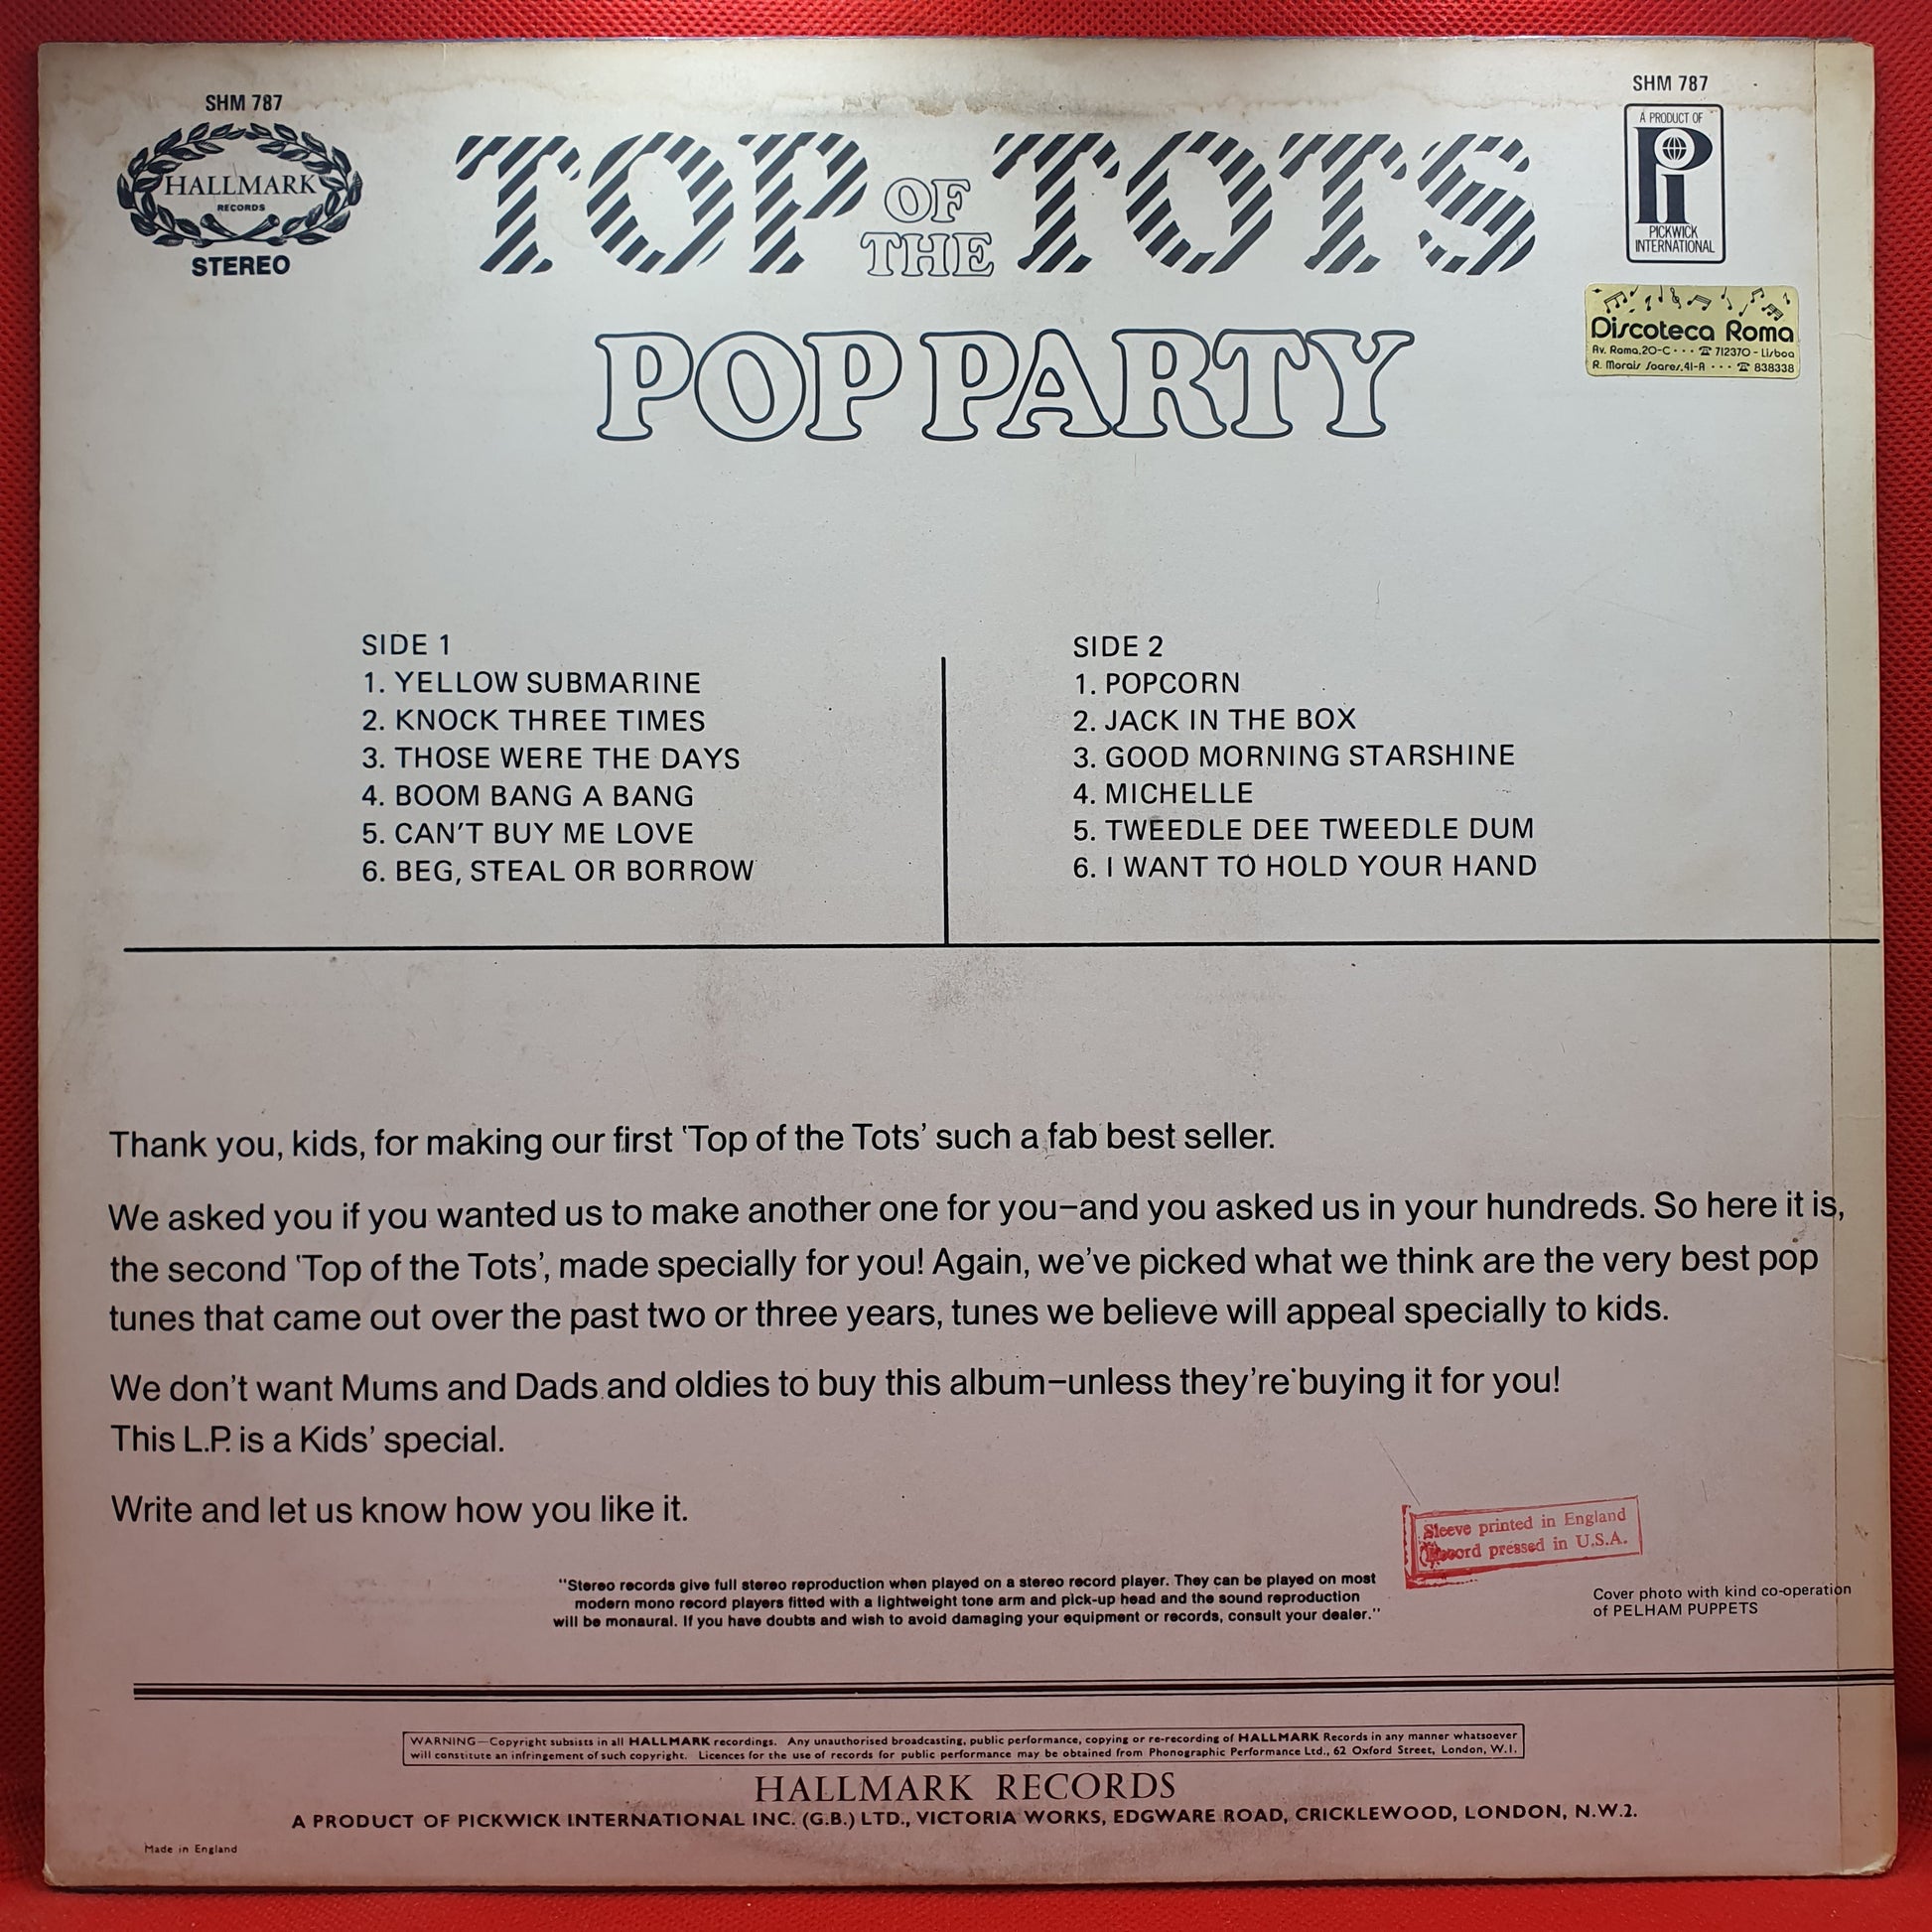 SHM 787
HALLMARK
RECORDS
STEREO
TOP OF THE TOTS
POP PARTY
SHM 787
A PRODUCT OF
Pi
PICKWICK
INTERNATIONAL
Discoteca Roma
Av. Roma,20-C ··· ☎ 712370 - Lisboa
R. Morais Soares,41-A ··· ☎ 838338
SIDE 1
1. YELLOW SUBMARINE
2. KNOCK THREE TIMES
3. THOSE WERE THE DAYS
4. BOOM BANG A BANG
5. CAN'T BUY ME LOVE
6. BEG, STEAL OR BORROW
SIDE 2
1. POPCORN
2. JACK IN THE BOX
3. GOOD MORNING STARSHINE
4. MICHELLE
5. TWEEDLE DEE TWEEDLE DUM
6. I WANT TO HOLD YOUR HAND
Thank you, kids, for making our first 'Top of the Tots' such a fab best seller.
We asked you if you wanted us to make another one for you–and you asked us in your hundreds. So here it is,
the second 'Top of the Tots', made specially for you! Again, we've picked what we think are the very best pop
tunes that came out over the past two or three years, tunes we believe will appeal specially to kids.
We don't want Mums and Dads and oldies to buy this album–unless they're buying it for you!
This L.P. is a Kids' special.
Write and let us know how you like it.
Sleeve printed in England
Record pressed in U.S.A.
"Stereo records give full stereo reproduction when played on a stereo record player. They can be played on most
modern mono record players fitted with a lightweight tone arm and pick-up head and the sound reproduction
will be monaural. If you have doubts and wish to avoid damaging your equipment or records, consult your dealer."
Cover photo with kind co-operation
of PELHAM PUPPETS
WARNING—Copyright subsists in all HALLMARK recordings. Any unauthorised broadcasting, public performance, copying or re-recording of HALLMARK Records in any manner whatsoever
will constitute an infringement of such copyright. Licences for the use of records for public performance may be obtained from Phonographic Performance Ltd., 62 Oxford Street, London, W.1.
HALLMARK RECORDS
A PRODUCT OF PICKWICK INTERNATIONAL INC. (G.B.) LTD., VICTORIA WORKS, EDGWARE ROAD, CRICKLEWOOD, LONDON, N.W.2.
Made in England